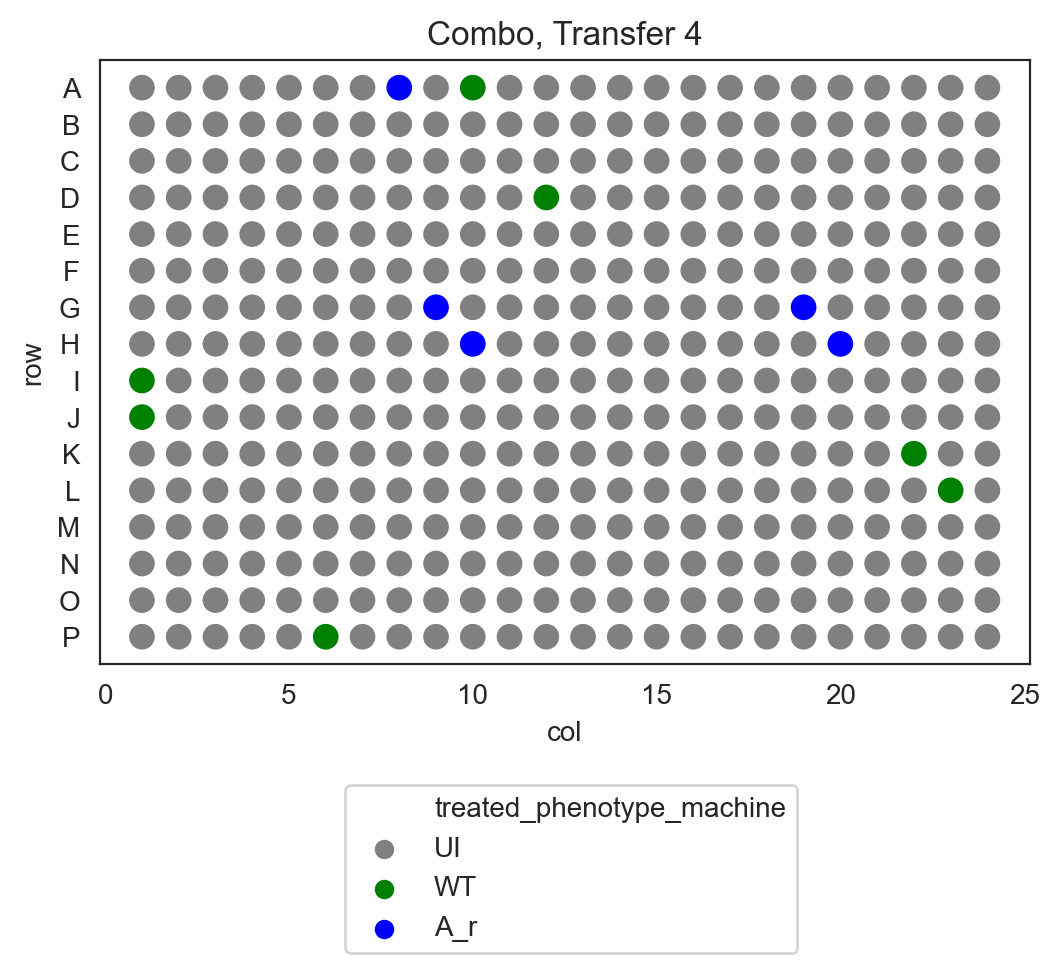 Combo, Transfer 4
A
B
C
D
E
F
G
H
I
J
K
L
M
N
O
P
row
0 5 10 15 20 25
col
treated_phenotype_machine
UI
WT
A_r